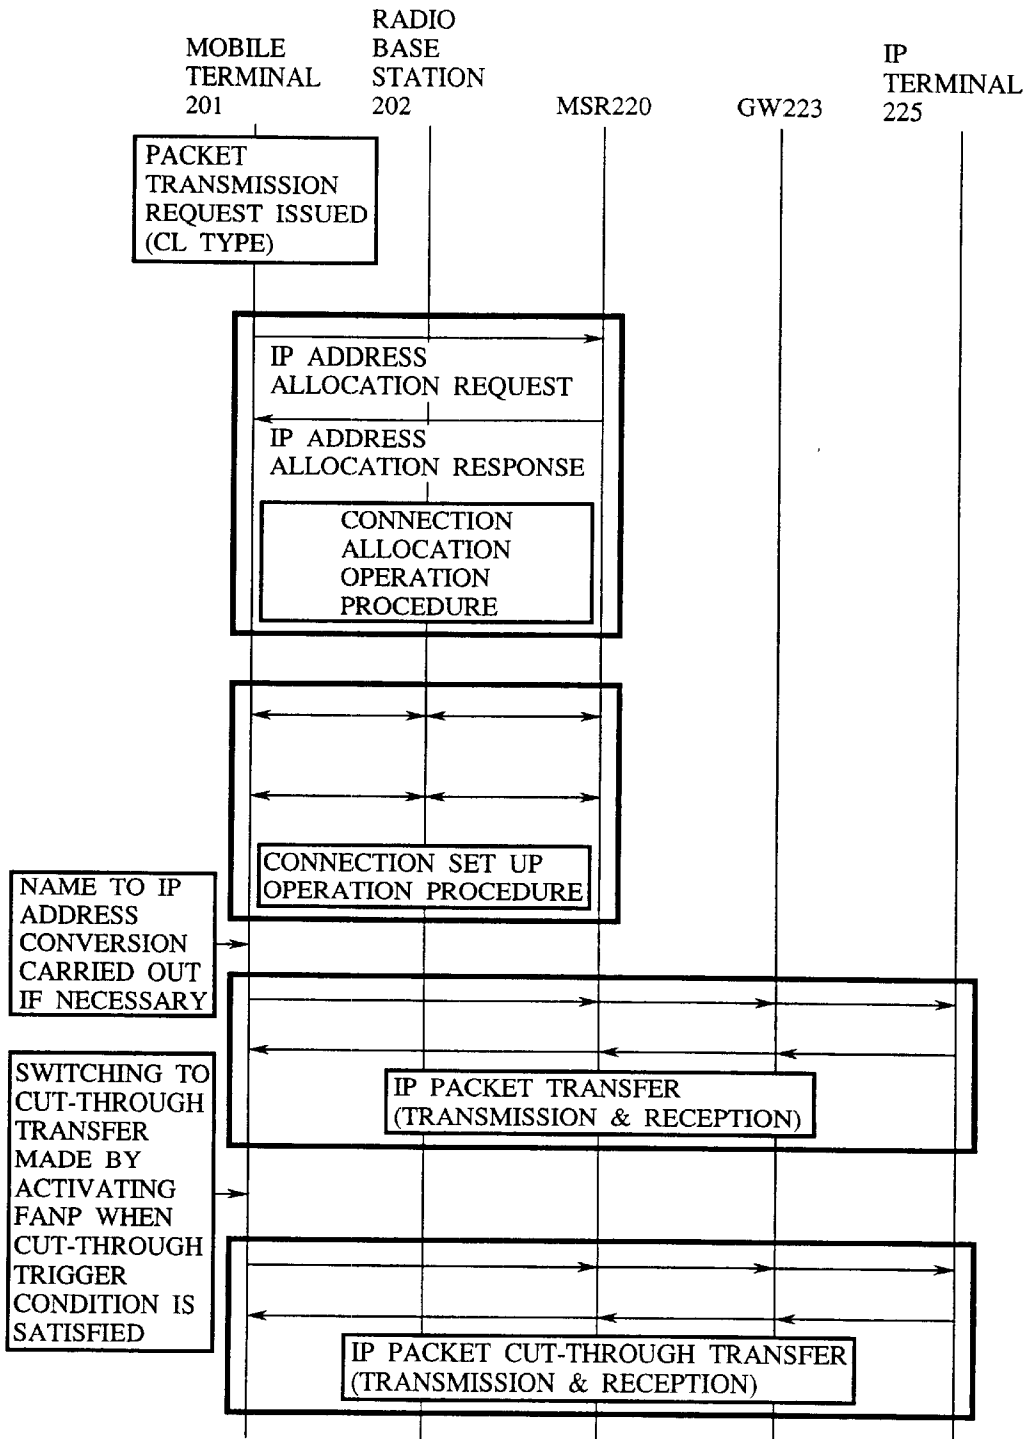 MOBILE
TERMINAL
201
RADIO
BASE
STATION
202
MSR220
GW223
IP
TERMINAL
225
PACKET
TRANSMISSION
REQUEST ISSUED
(CL TYPE)
IP ADDRESS
ALLOCATION REQUEST
IP ADDRESS
ALLOCATION RESPONSE
CONNECTION
ALLOCATION
OPERATION
PROCEDURE
CONNECTION SET UP
OPERATION PROCEDURE
NAME TO IP
ADDRESS
CONVERSION
CARRIED OUT
IF NECESSARY
IP PACKET TRANSFER
(TRANSMISSION & RECEPTION)
SWITCHING TO
CUT-THROUGH
TRANSFER
MADE BY
ACTIVATING
FANP WHEN
CUT-THROUGH
TRIGGER
CONDITION IS
SATISFIED
IP PACKET CUT-THROUGH TRANSFER
(TRANSMISSION & RECEPTION)